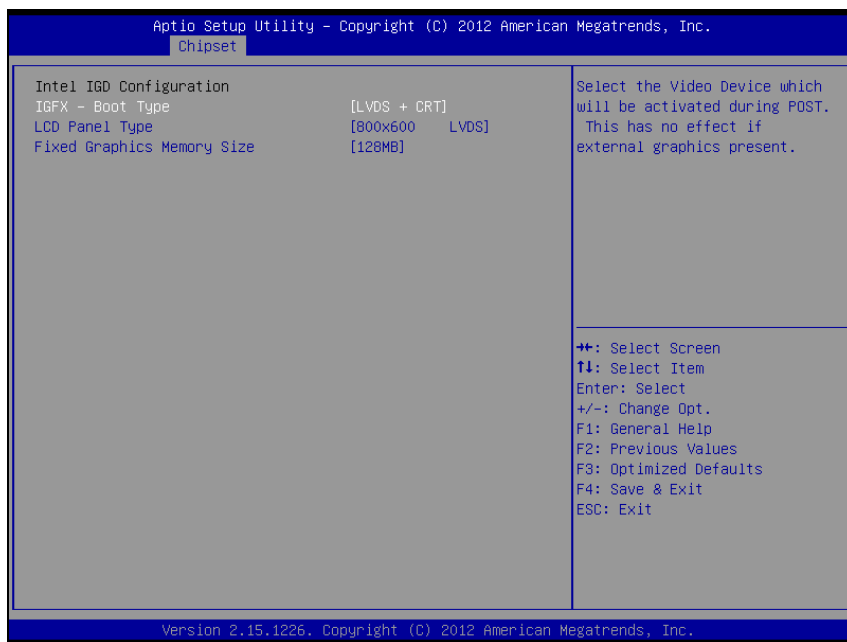 Aptio Setup Utility – Copyright (C) 2012 American Megatrends, Inc.
Chipset
Intel IGD Configuration
IGFX – Boot Type [LVDS + CRT]
LCD Panel Type [800x600 LVDS]
Fixed Graphics Memory Size [128MB]
Select the Video Device which
will be activated during POST.
This has no effect if
external graphics present.
→←: Select Screen
↑↓: Select Item
Enter: Select
+/-: Change Opt.
F1: General Help
F2: Previous Values
F3: Optimized Defaults
F4: Save & Exit
ESC: Exit
Version 2.15.1226. Copyright (C) 2012 American Megatrends, Inc.